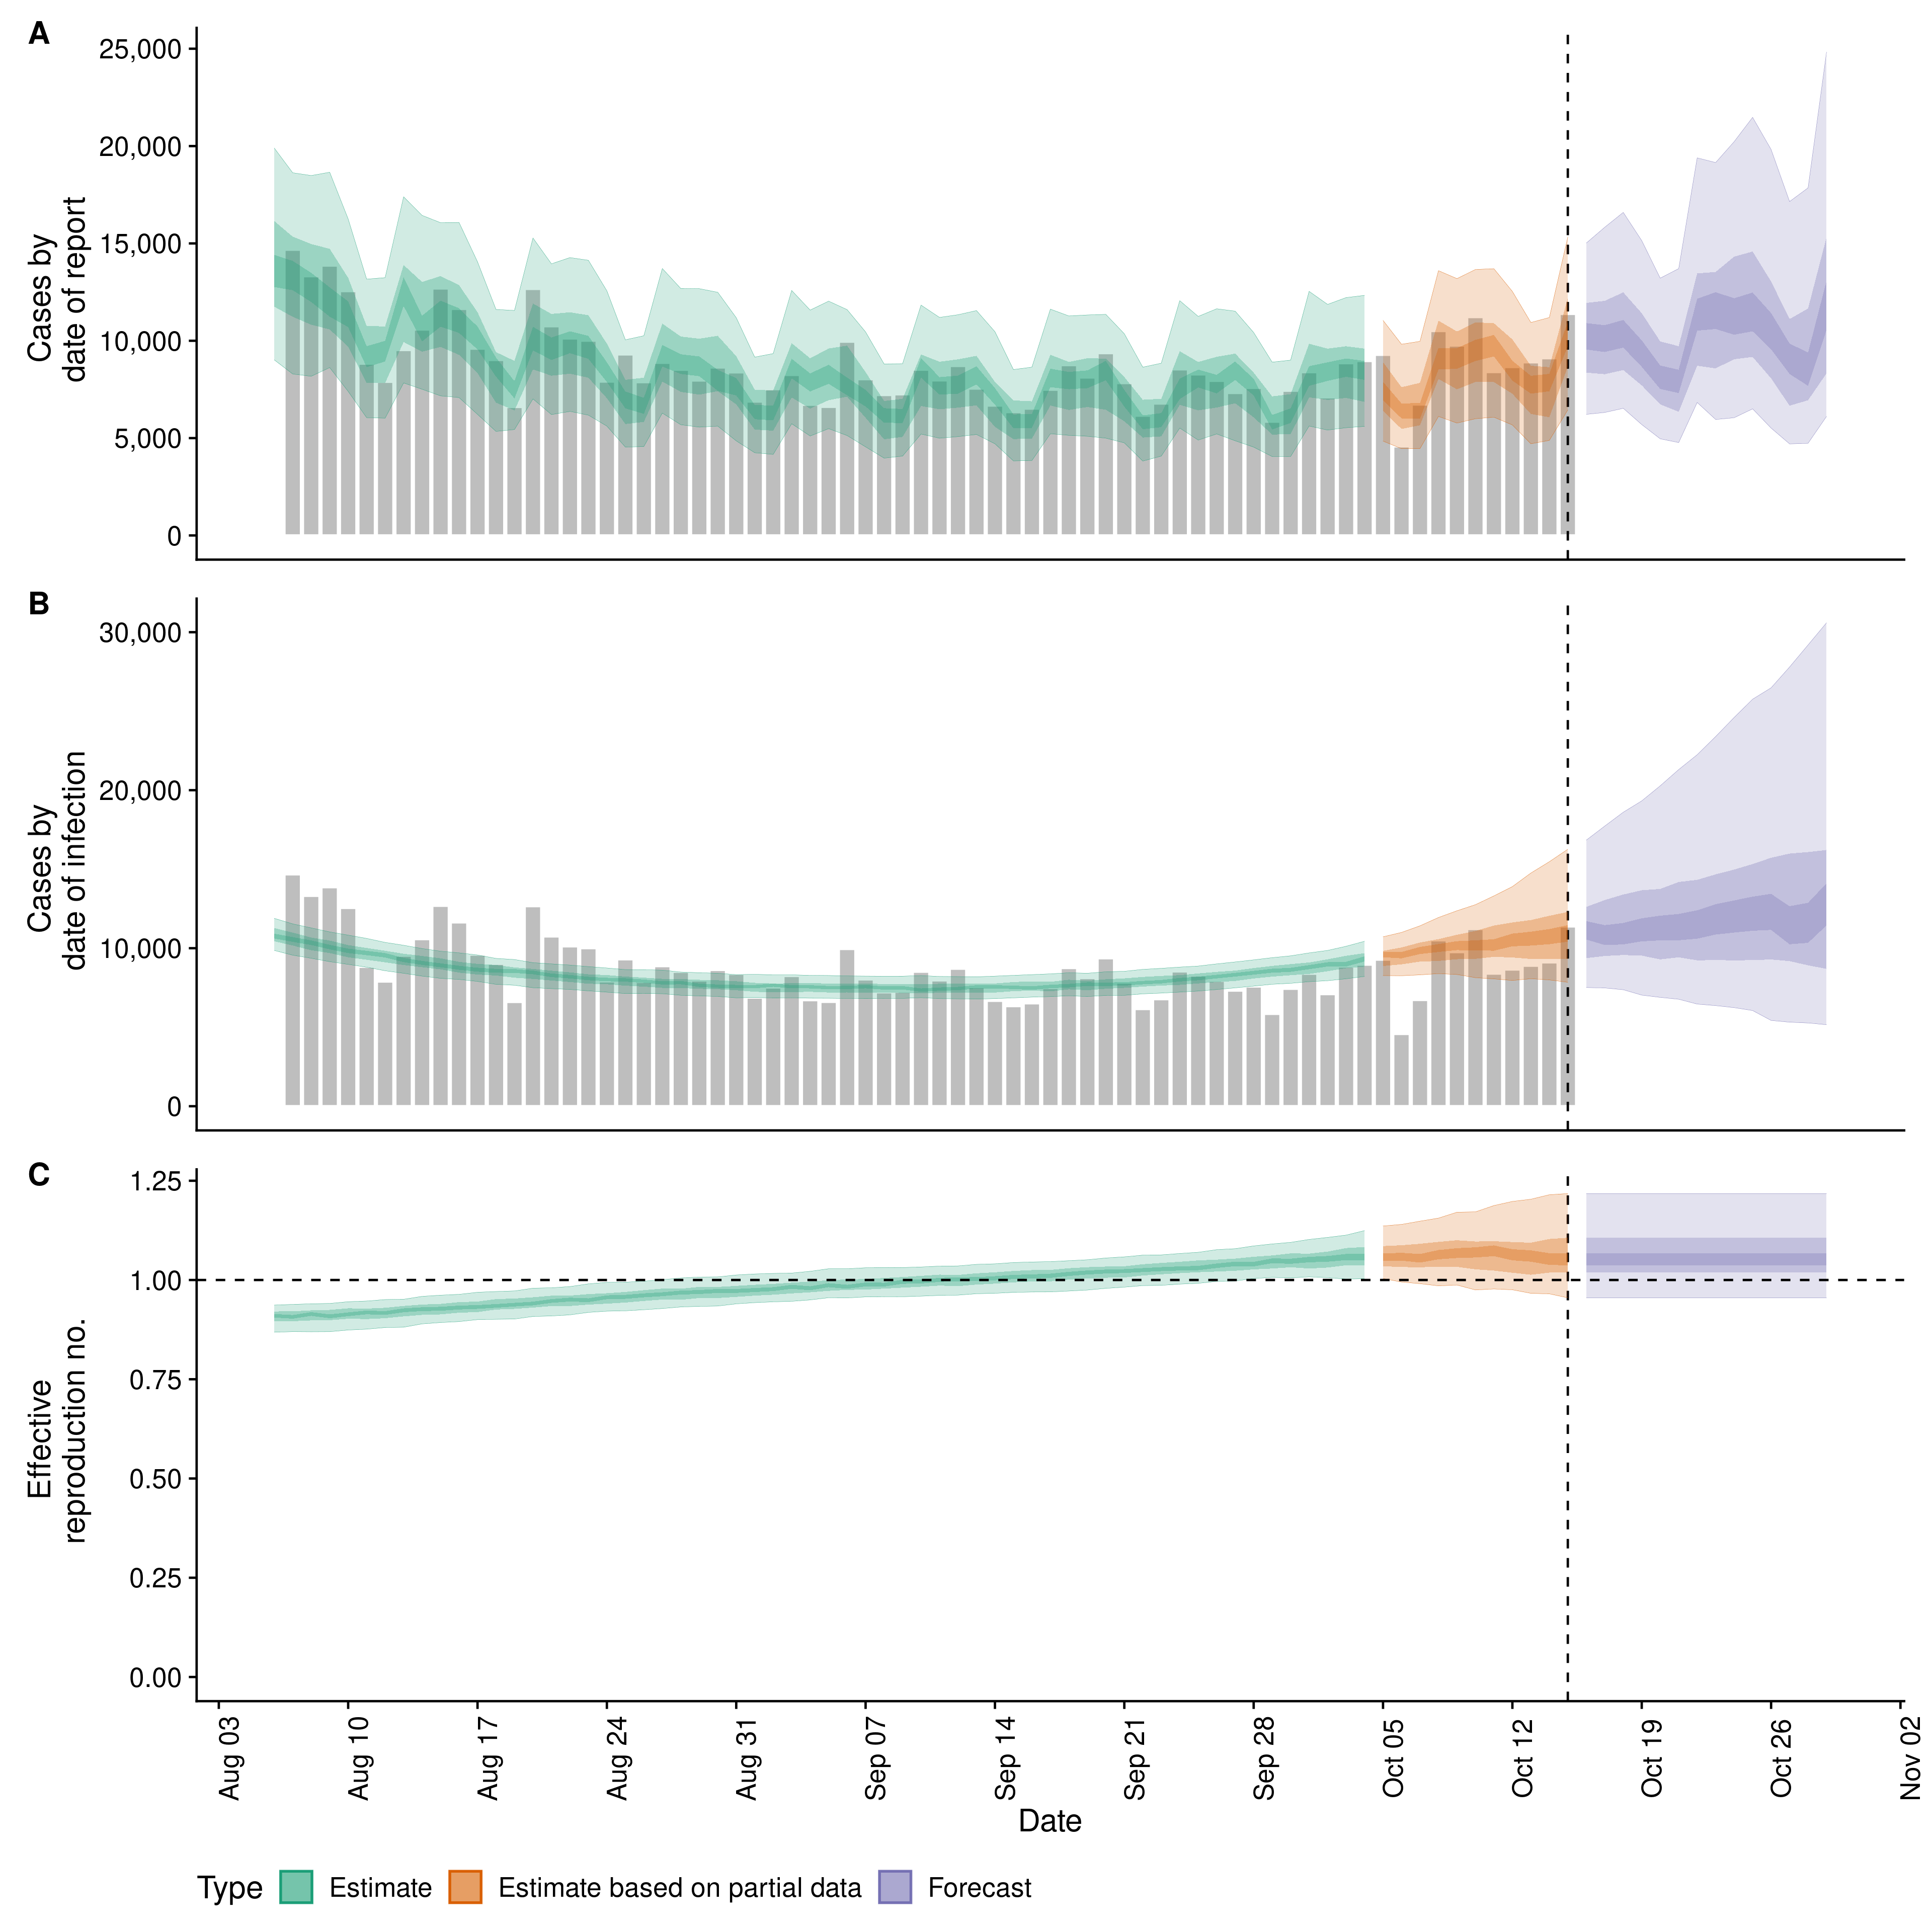 A
25,000
20,000
15,000
10,000
5,000
0
Cases by
date of report
B
30,000
20,000
10,000
0
Cases by
date of infection
C
1.25
1.00
0.75
0.50
0.25
0.00
Effective
reproduction no.
Aug 03
Aug 10
Aug 17
Aug 24
Aug 31
Sep 07
Sep 14
Sep 21
Sep 28
Oct 05
Oct 12
Oct 19
Oct 26
Nov 02
Date
Type Estimate Estimate based on partial data Forecast